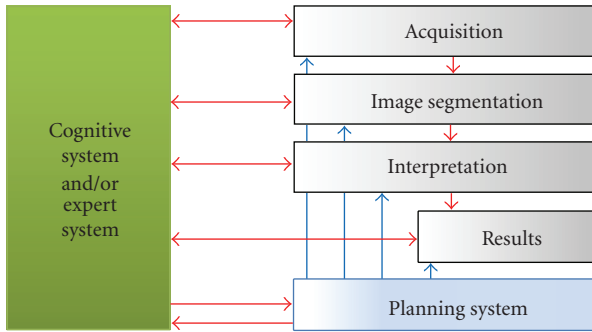 Cognitive
system
and/or
expert
system
Acquisition
Image segmentation
Interpretation
Results
Planning system